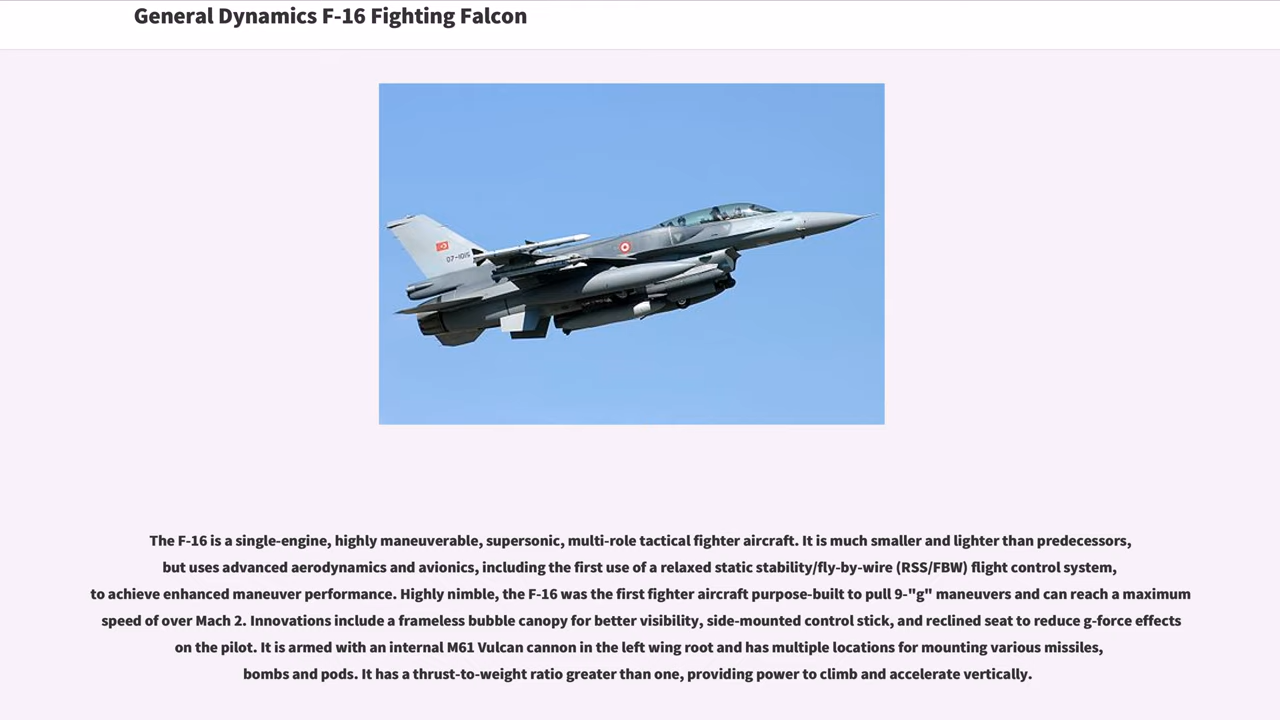 General Dynamics F-16 Fighting Falcon
07-1015
The F-16 is a single-engine, highly maneuverable, supersonic, multi-role tactical fighter aircraft. It is much smaller and lighter than predecessors,
but uses advanced aerodynamics and avionics, including the first use of a relaxed static stability/fly-by-wire (RSS/FBW) flight control system,
to achieve enhanced maneuver performance. Highly nimble, the F-16 was the first fighter aircraft purpose-built to pull 9-"g" maneuvers and can reach a maximum
speed of over Mach 2. Innovations include a frameless bubble canopy for better visibility, side-mounted control stick, and reclined seat to reduce g-force effects
on the pilot. It is armed with an internal M61 Vulcan cannon in the left wing root and has multiple locations for mounting various missiles,
bombs and pods. It has a thrust-to-weight ratio greater than one, providing power to climb and accelerate vertically.